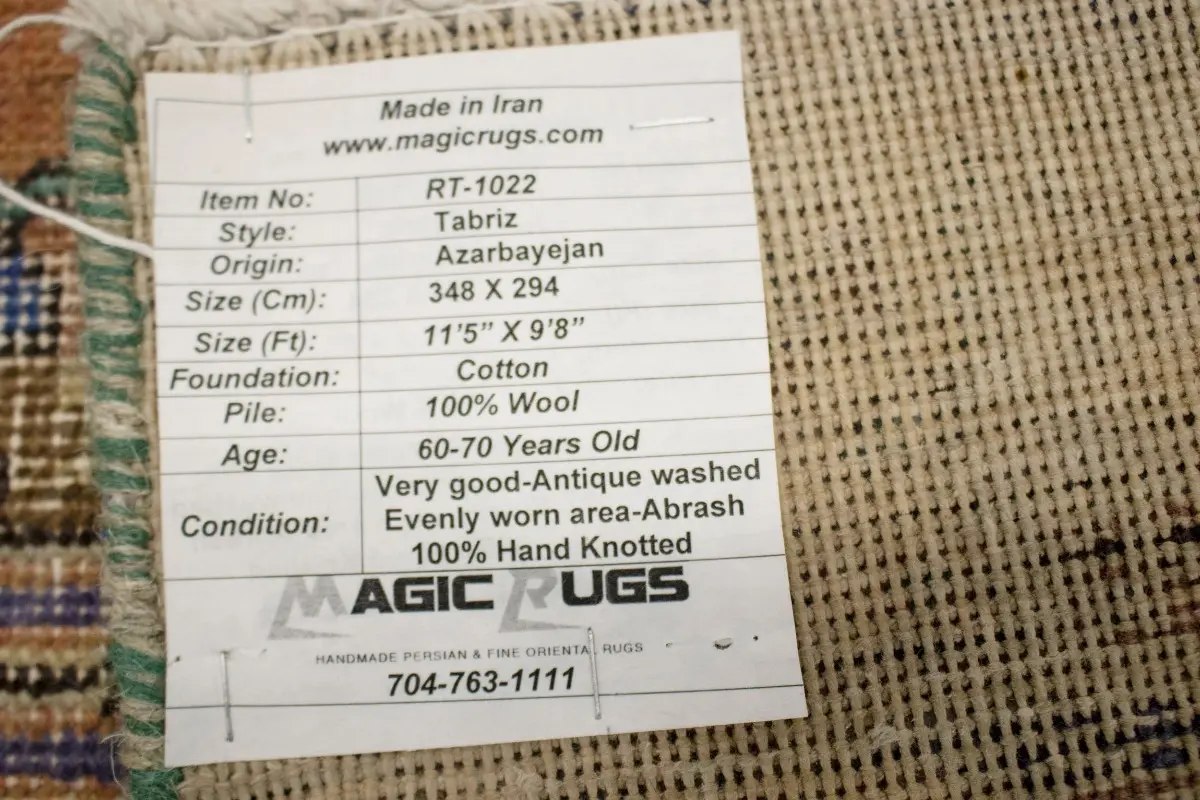 Made in Iran
www.magicrugs.com
Item No: RT-1022
Style: Tabriz
Origin: Azarbayejan
Size (Cm): 348 X 294
Size (Ft): 11'5” X 9'8”
Foundation: Cotton
Pile: 100% Wool
Age: 60-70 Years Old
Condition: Very good-Antique washed
Evenly worn area-Abrash
100% Hand Knotted
MAGIC RUGS
HANDMADE PERSIAN & FINE ORIENTAL RUGS
704-763-1111